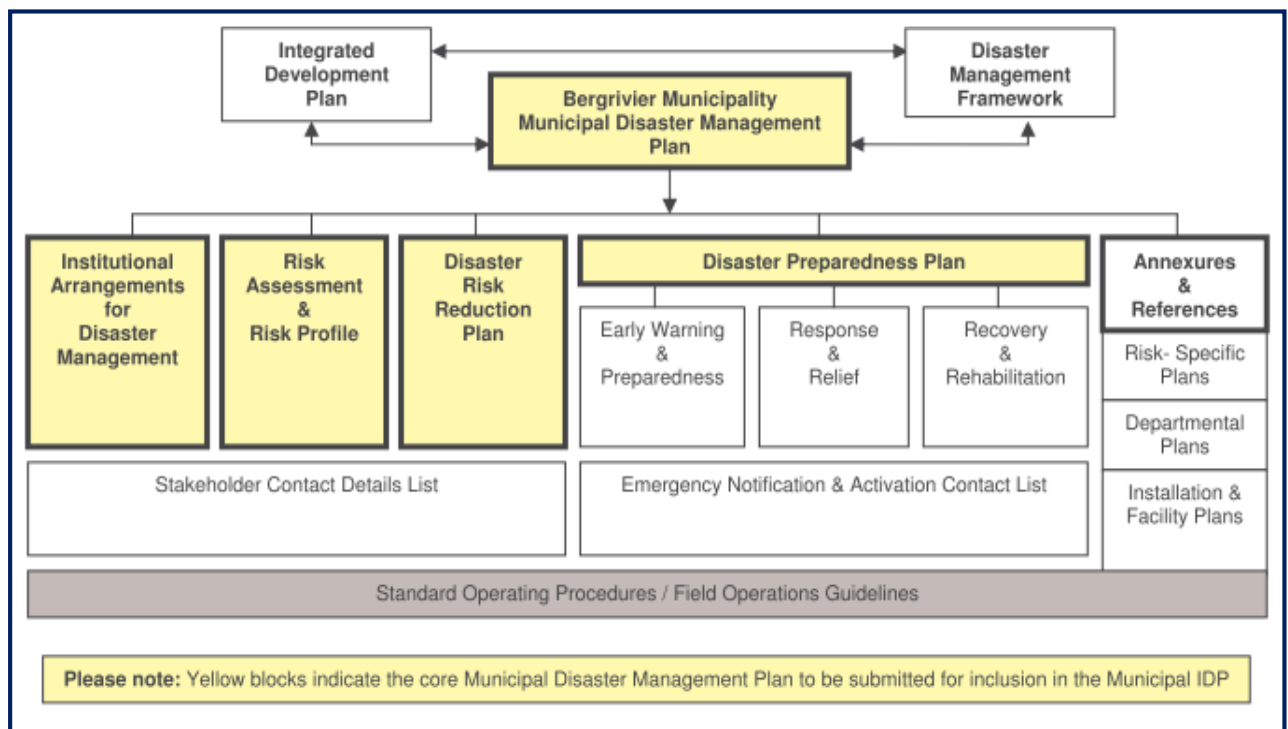 Integrated
Development
Plan
Disaster
Management
Framework
Bergrivier Municipality
Municipal Disaster Management
Plan
Institutional
Arrangements
for
Disaster
Management
Risk
Assessment
&
Risk Profile
Disaster
Risk
Reduction
Plan
Disaster Preparedness Plan
Early Warning
&
Preparedness
Response
&
Relief
Recovery
&
Rehabilitation
Annexures
&
References
Risk- Specific
Plans
Departmental
Plans
Installation &
Facility Plans
Stakeholder Contact Details List
Emergency Notification & Activation Contact List
Standard Operating Procedures / Field Operations Guidelines
Please note: Yellow blocks indicate the core Municipal Disaster Management Plan to be submitted for inclusion in the Municipal IDP